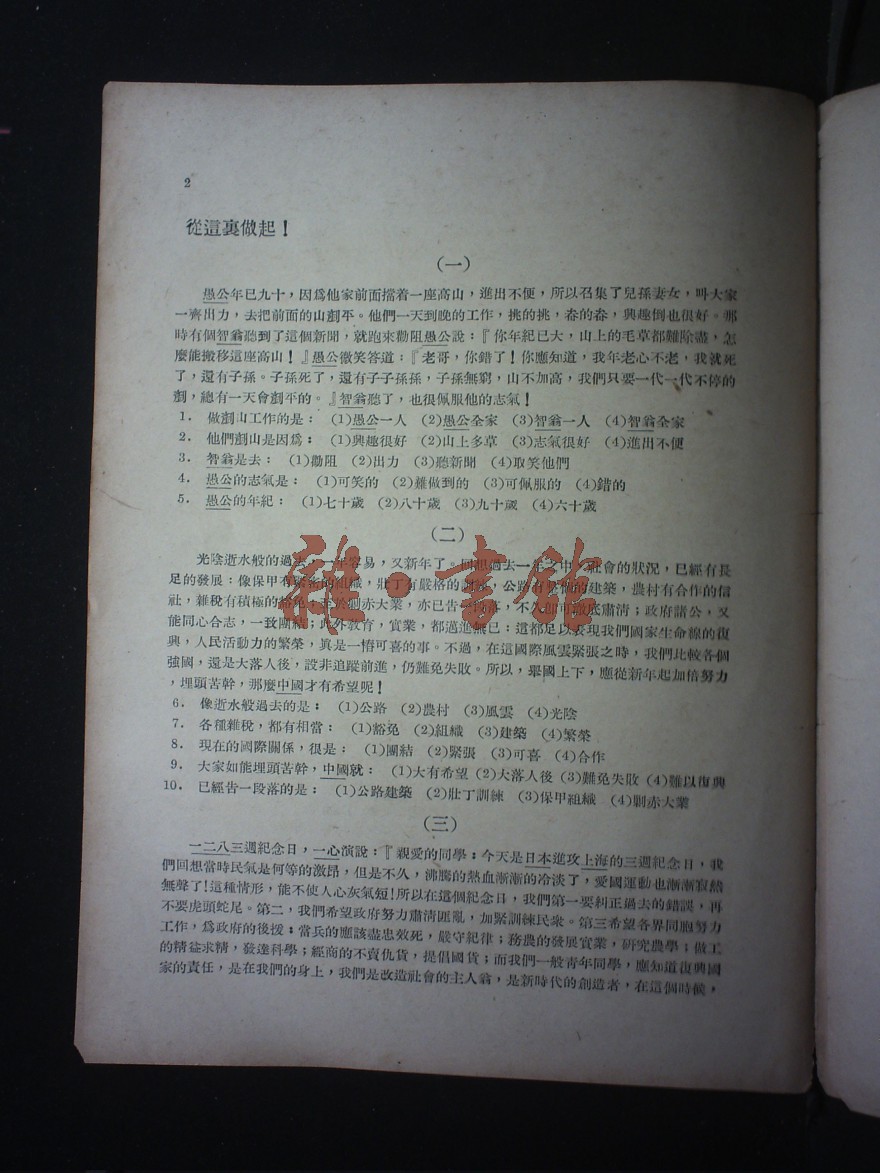 2
從這裏做起！
(一)
愚公年已九十，因爲他家前面擋着一座高山，進出不便，所以召集了兒孫妻女，叫大家
一齊出力，去把前面的山剷平。他們一天到晚的工作，挑的挑，畚的畚，興趣倒也很好。那
時有個智翁聽到了這個新聞，就跑來勸阻愚公說：『你年紀已大，山上的毛草都難除盡，怎
麼能搬移這座高山！』愚公微笑答道：『老哥，你錯了！你應知道，我年老心不老，我就死
了，還有子孫。子孫死了，還有子子孫孫，子孫無窮，山不加高，我們只要一代一代不停的
剷，總有一天會剷平的。』智翁聽了，也很佩服他的志氣！
1． 做剷山工作的是： (1)愚公一人 (2)愚公全家 (3)智翁一人 (4)智翁全家
2． 他們剷山是因爲： (1)興趣很好 (2)山上多草 (3)志氣很好 (4)進出不便
3． 智翁是去： (1)勸阻 (2)出力 (3)聽新聞 (4)取笑他們
4． 愚公的志氣是： (1)可笑的 (2)難做到的 (3)可佩服的 (4)錯的
5． 愚公的年紀： (1)七十歲 (2)八十歲 (3)九十歲 (4)六十歲
(二)
光陰逝水般的過去，一年容易，又新年了。回想過去一年之中，社會的狀況，已經有長
足的發展：像保甲有緊密的組織，壯丁有嚴格的訓練，公路有堅固的建築，農村有合作的信
社，雜稅有積極的豁免；至於剿赤大業，亦已告一段落，不久卽可澈底肅清；政府諸公，又
能同心合志，一致團結；此外敎育，實業，都邁進無已：這都足以表現我們國家生命線的復
興，人民活動力的繁榮，眞是一樁可喜的事。不過，在這國際風雲緊張之時，我們比較各個
強國，還是大落人後，設非追蹤前進，仍難免失敗。所以，舉國上下，應從新年起加倍努力
，埋頭苦幹，那麼中國才有希望呢！
6． 像逝水般過去的是： (1)公路 (2)農村 (3)風雲 (4)光陰
7． 各種雜稅，都有相當： (1)豁免 (2)組織 (3)建築 (4)繁榮
8． 現在的國際關係，很是： (1)團結 (2)緊張 (3)可喜 (4)合作
9． 大家如能埋頭苦幹，中國就： (1)大有希望 (2)大落人後 (3)難免失敗 (4)難以復興
10． 已經告一段落的是： (1)公路建築 (2)壯丁訓練 (3)保甲組織 (4)剿赤大業
(三)
一二八三週紀念日，一心演說：『親愛的同學：今天是日本進攻上海的三週紀念日，我
們回想當時民氣是何等的激昂，但是不久，沸騰的熱血漸漸的冷淡了，愛國運動也漸漸寂然
無聲了！這種情形，能不使人心灰氣短！所以在這個紀念日，我們第一要糾正過去的錯誤，再
不要虎頭蛇尾。第二，我們希望政府努力肅清匪亂，加緊訓練民衆。第三希望各界同胞努力
工作，爲政府的後援：當兵的應該盡忠效死，嚴守紀律；務農的發展實業，研究農學；做工
的精益求精，發達科學；經商的不賣仇貨，提倡國貨；而我們一般靑年同學，應知道復興國
家的責任，是在我們的身上，我們是改造社會的主人翁，是新時代的創造者，在這個時候，
雜·書館